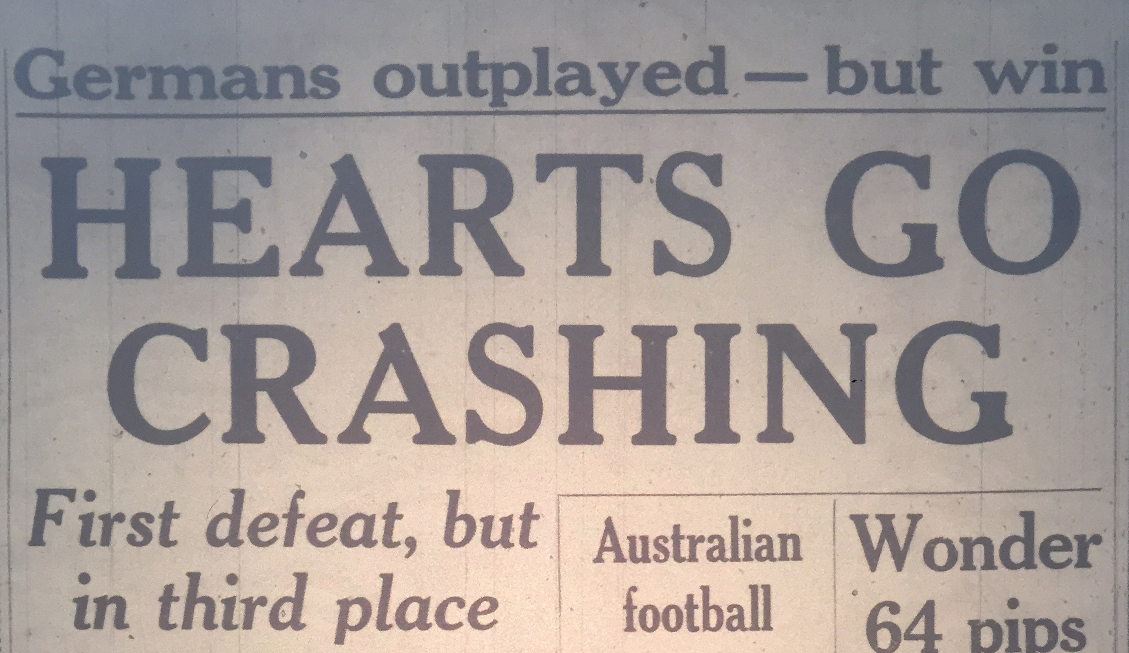 Germans outplayed — but win
HEARTS GO
CRASHING
First defeat, but
in third place
Australian
football
Wonder
64 pips